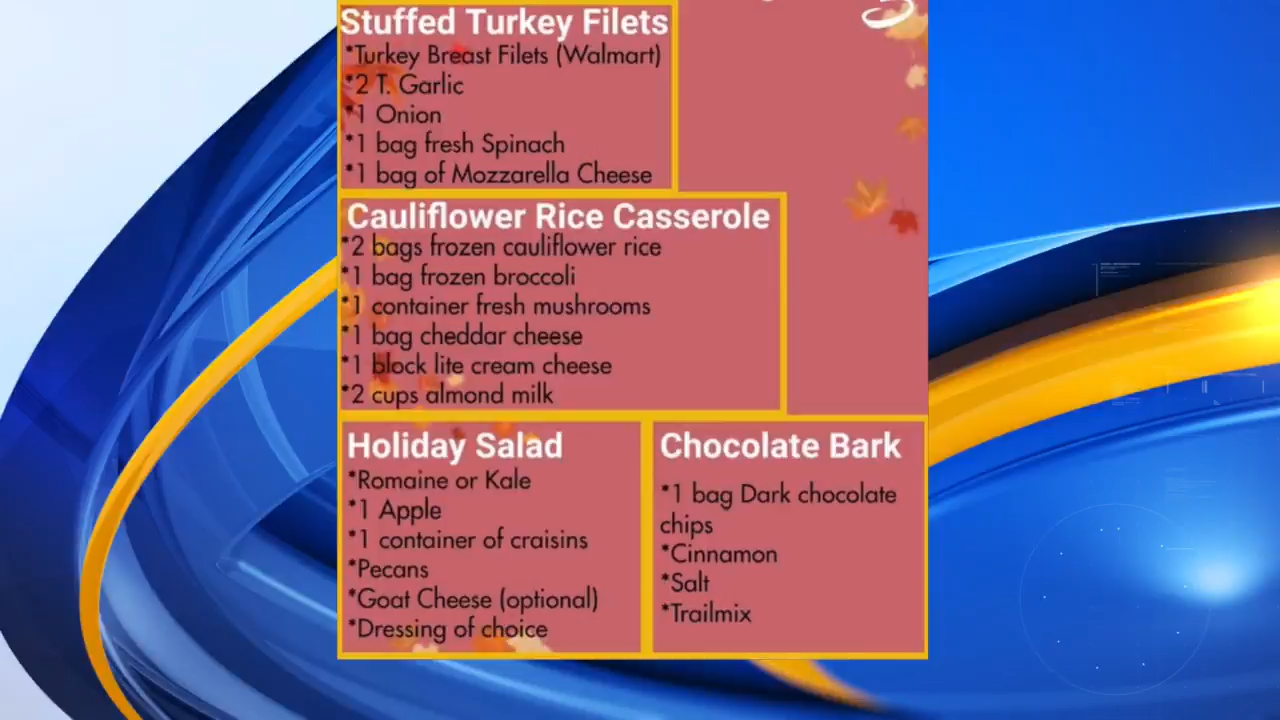 Stuffed Turkey Filets
*Turkey Breast Filets (Walmart)
*2 T. Garlic
*1 Onion
*1 bag fresh Spinach
*1 bag of Mozzarella Cheese
Cauliflower Rice Casserole
*2 bags frozen cauliflower rice
*1 bag frozen broccoli
*1 container fresh mushrooms
*1 bag cheddar cheese
*1 block lite cream cheese
*2 cups almond milk
Holiday Salad
*Romaine or Kale
*1 Apple
*1 container of craisins
*Pecans
*Goat Cheese (optional)
*Dressing of choice
Chocolate Bark
*1 bag Dark chocolate
chips
*Cinnamon
*Salt
*Trailmix